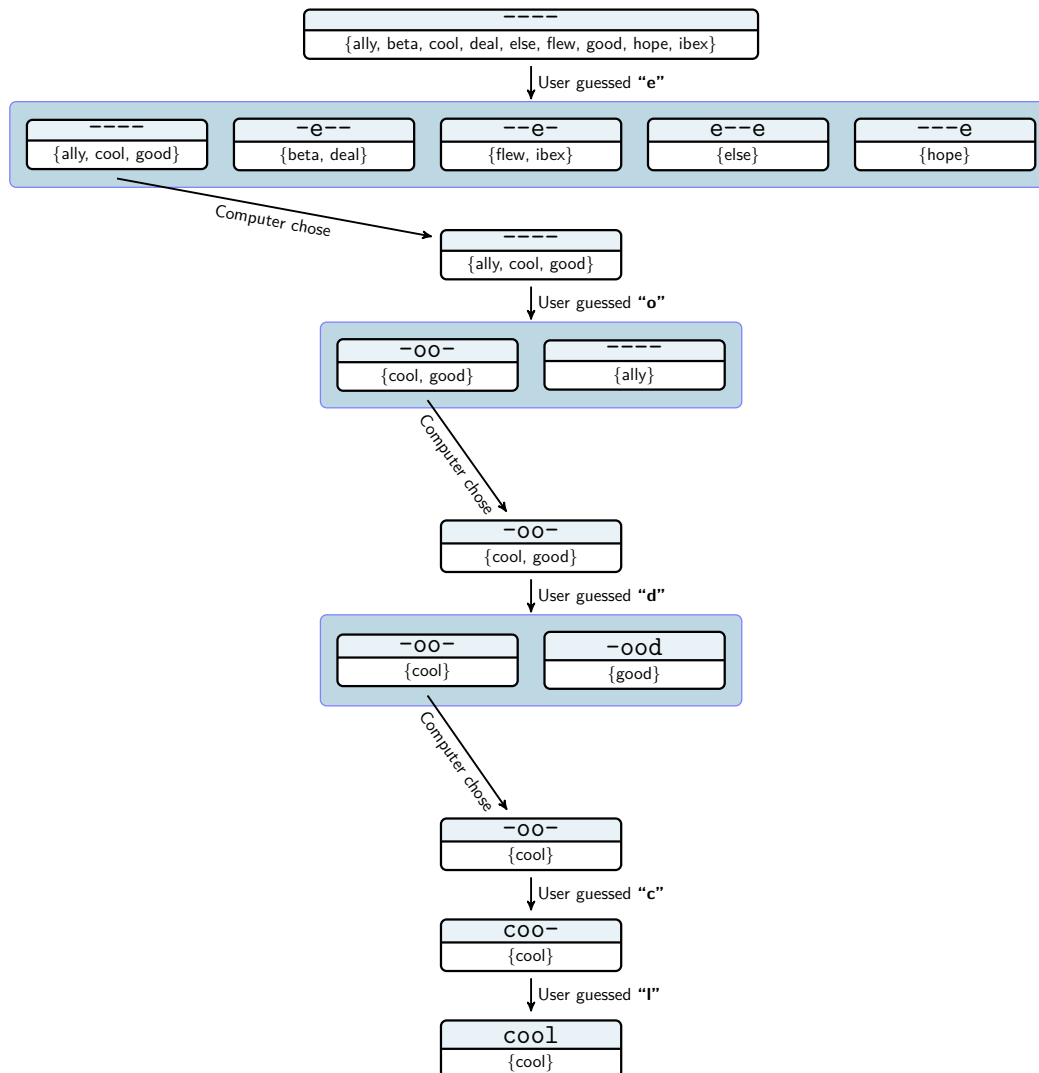 ----
{ally, beta, cool, deal, else, flew, good, hope, ibex}
User guessed “e”
---- -e-- --e- e--e ---e
{ally, cool, good} {beta, deal} {flew, ibex} {else} {hope}
Computer chose
----
{ally, cool, good}
User guessed “o”
-oo- ----
{cool, good} {ally}
Computer chose
-oo-
{cool, good}
User guessed “d”
-oo- -ood
{cool} {good}
Computer chose
-oo-
{cool}
User guessed “c”
coo-
{cool}
User guessed “l”
cool
{cool}